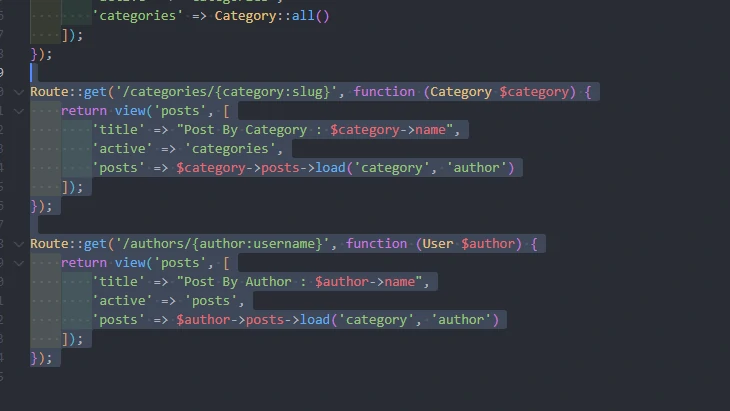 'categories' => Category::all()
]);
});
Route::get('/categories/{category:slug}', function (Category $category) {
return view('posts', [
'title' => "Post By Category : $category->name",
'active' => 'categories',
'posts' => $category->posts->load('category', 'author')
]);
});
Route::get('/authors/{author:username}', function (User $author) {
return view('posts', [
'title' => "Post By Author : $author->name",
'active' => 'posts',
'posts' => $author->posts->load('category', 'author')
]);
});